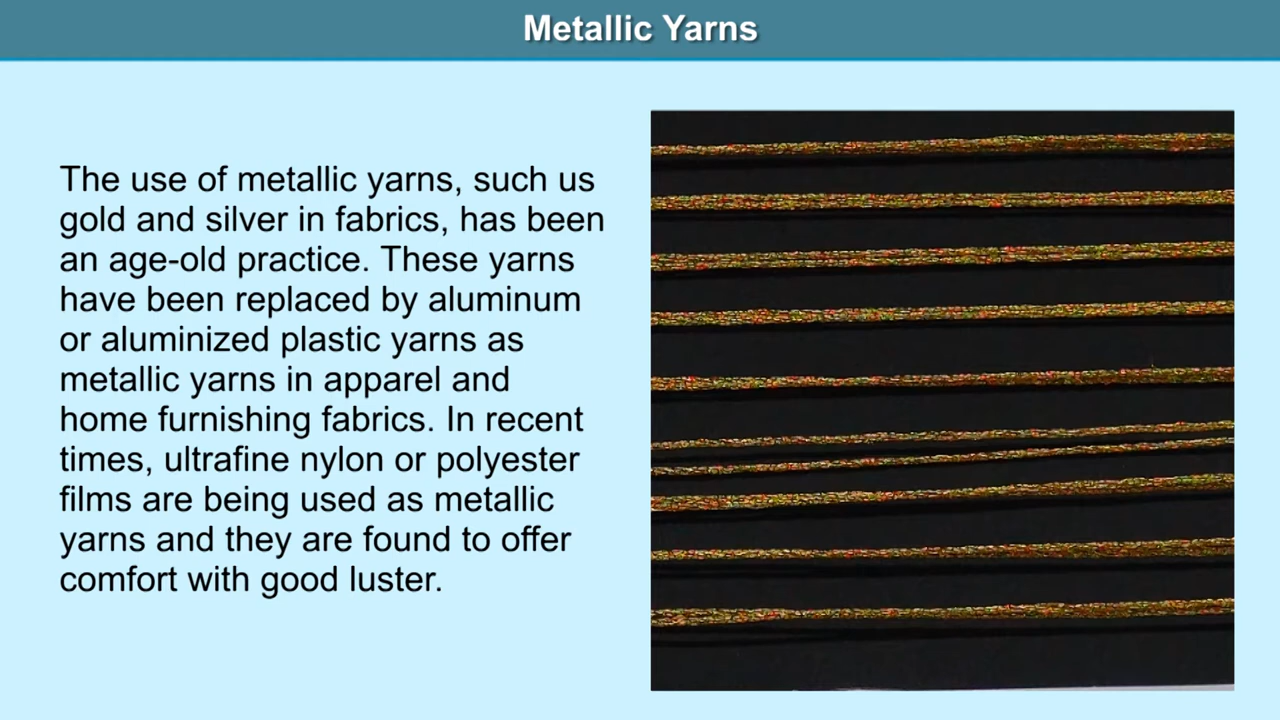 Metallic Yarns
The use of metallic yarns, such us
gold and silver in fabrics, has been
an age-old practice. These yarns
have been replaced by aluminum
or aluminized plastic yarns as
metallic yarns in apparel and
home furnishing fabrics. In recent
times, ultrafine nylon or polyester
films are being used as metallic
yarns and they are found to offer
comfort with good luster.